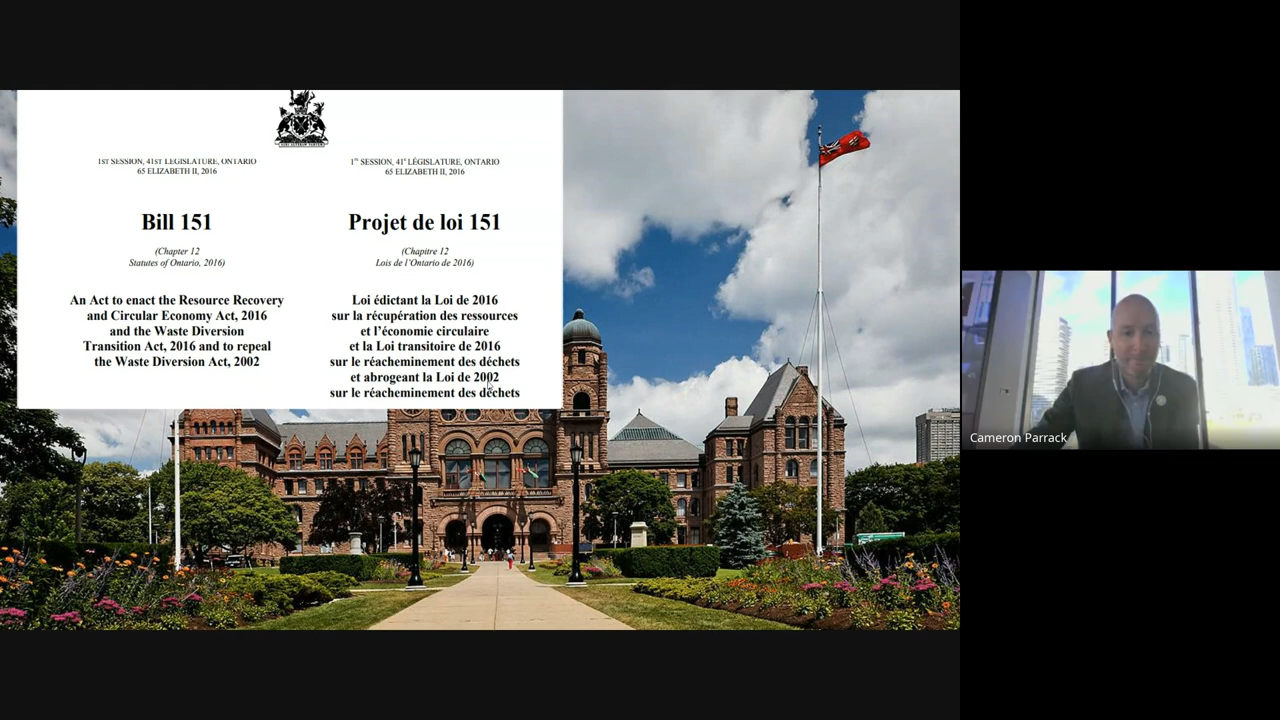 1ST SESSION, 41ST LEGISLATURE, ONTARIO
65 ELIZABETH II, 2016
Bill 151
(Chapter 12
Statutes of Ontario, 2016)
An Act to enact the Resource Recovery
and Circular Economy Act, 2016
and the Waste Diversion
Transition Act, 2016 and to repeal
the Waste Diversion Act, 2002
1re SESSION, 41e LÉGISLATURE, ONTARIO
65 ELIZABETH II, 2016
Projet de loi 151
(Chapitre 12
Lois de l'Ontario de 2016)
Loi édictant la Loi de 2016
sur la récupération des ressources
et l'économie circulaire
et la Loi transitoire de 2016
sur le réacheminement des déchets
et abrogeant la Loi de 2002
sur le réacheminement des déchets
Cameron Parrack